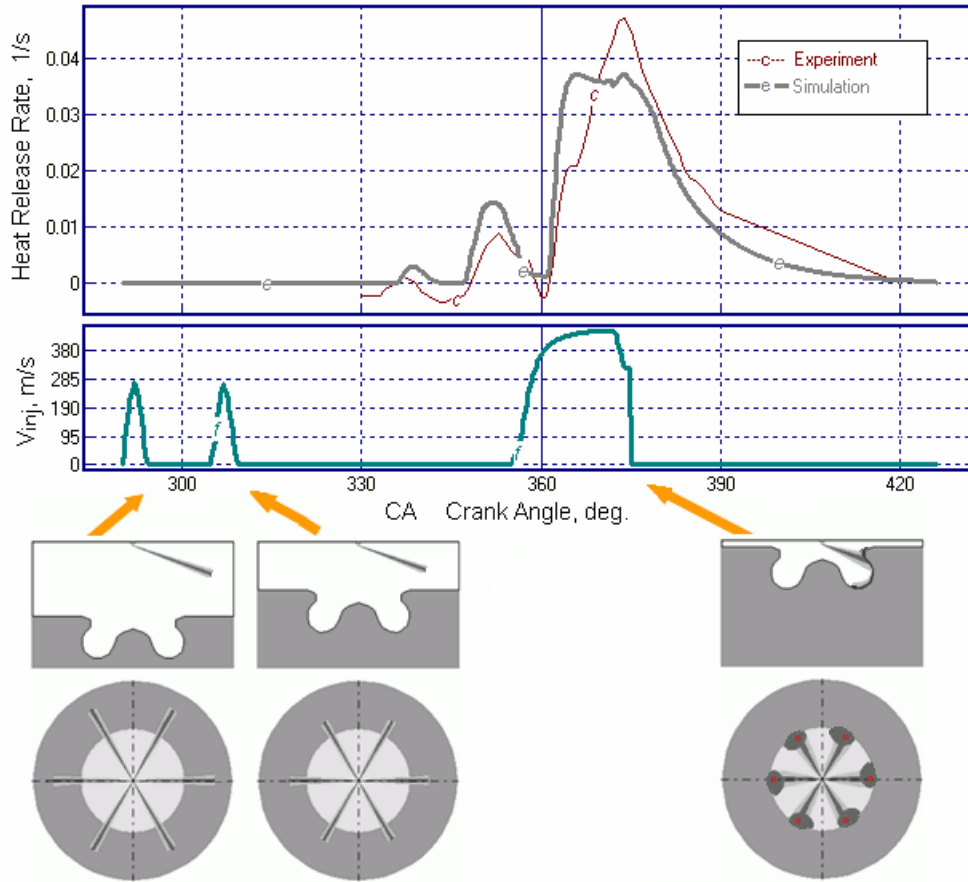 Heat Release Rate, 1/s
0.04
0.03
0.02
0.01
0
c Experiment
e Simulation
c
c
e
e
e
Vinj, m/s
380
285
190
95
0
f
f
300 330 360 390 420
CA Crank Angle, deg.